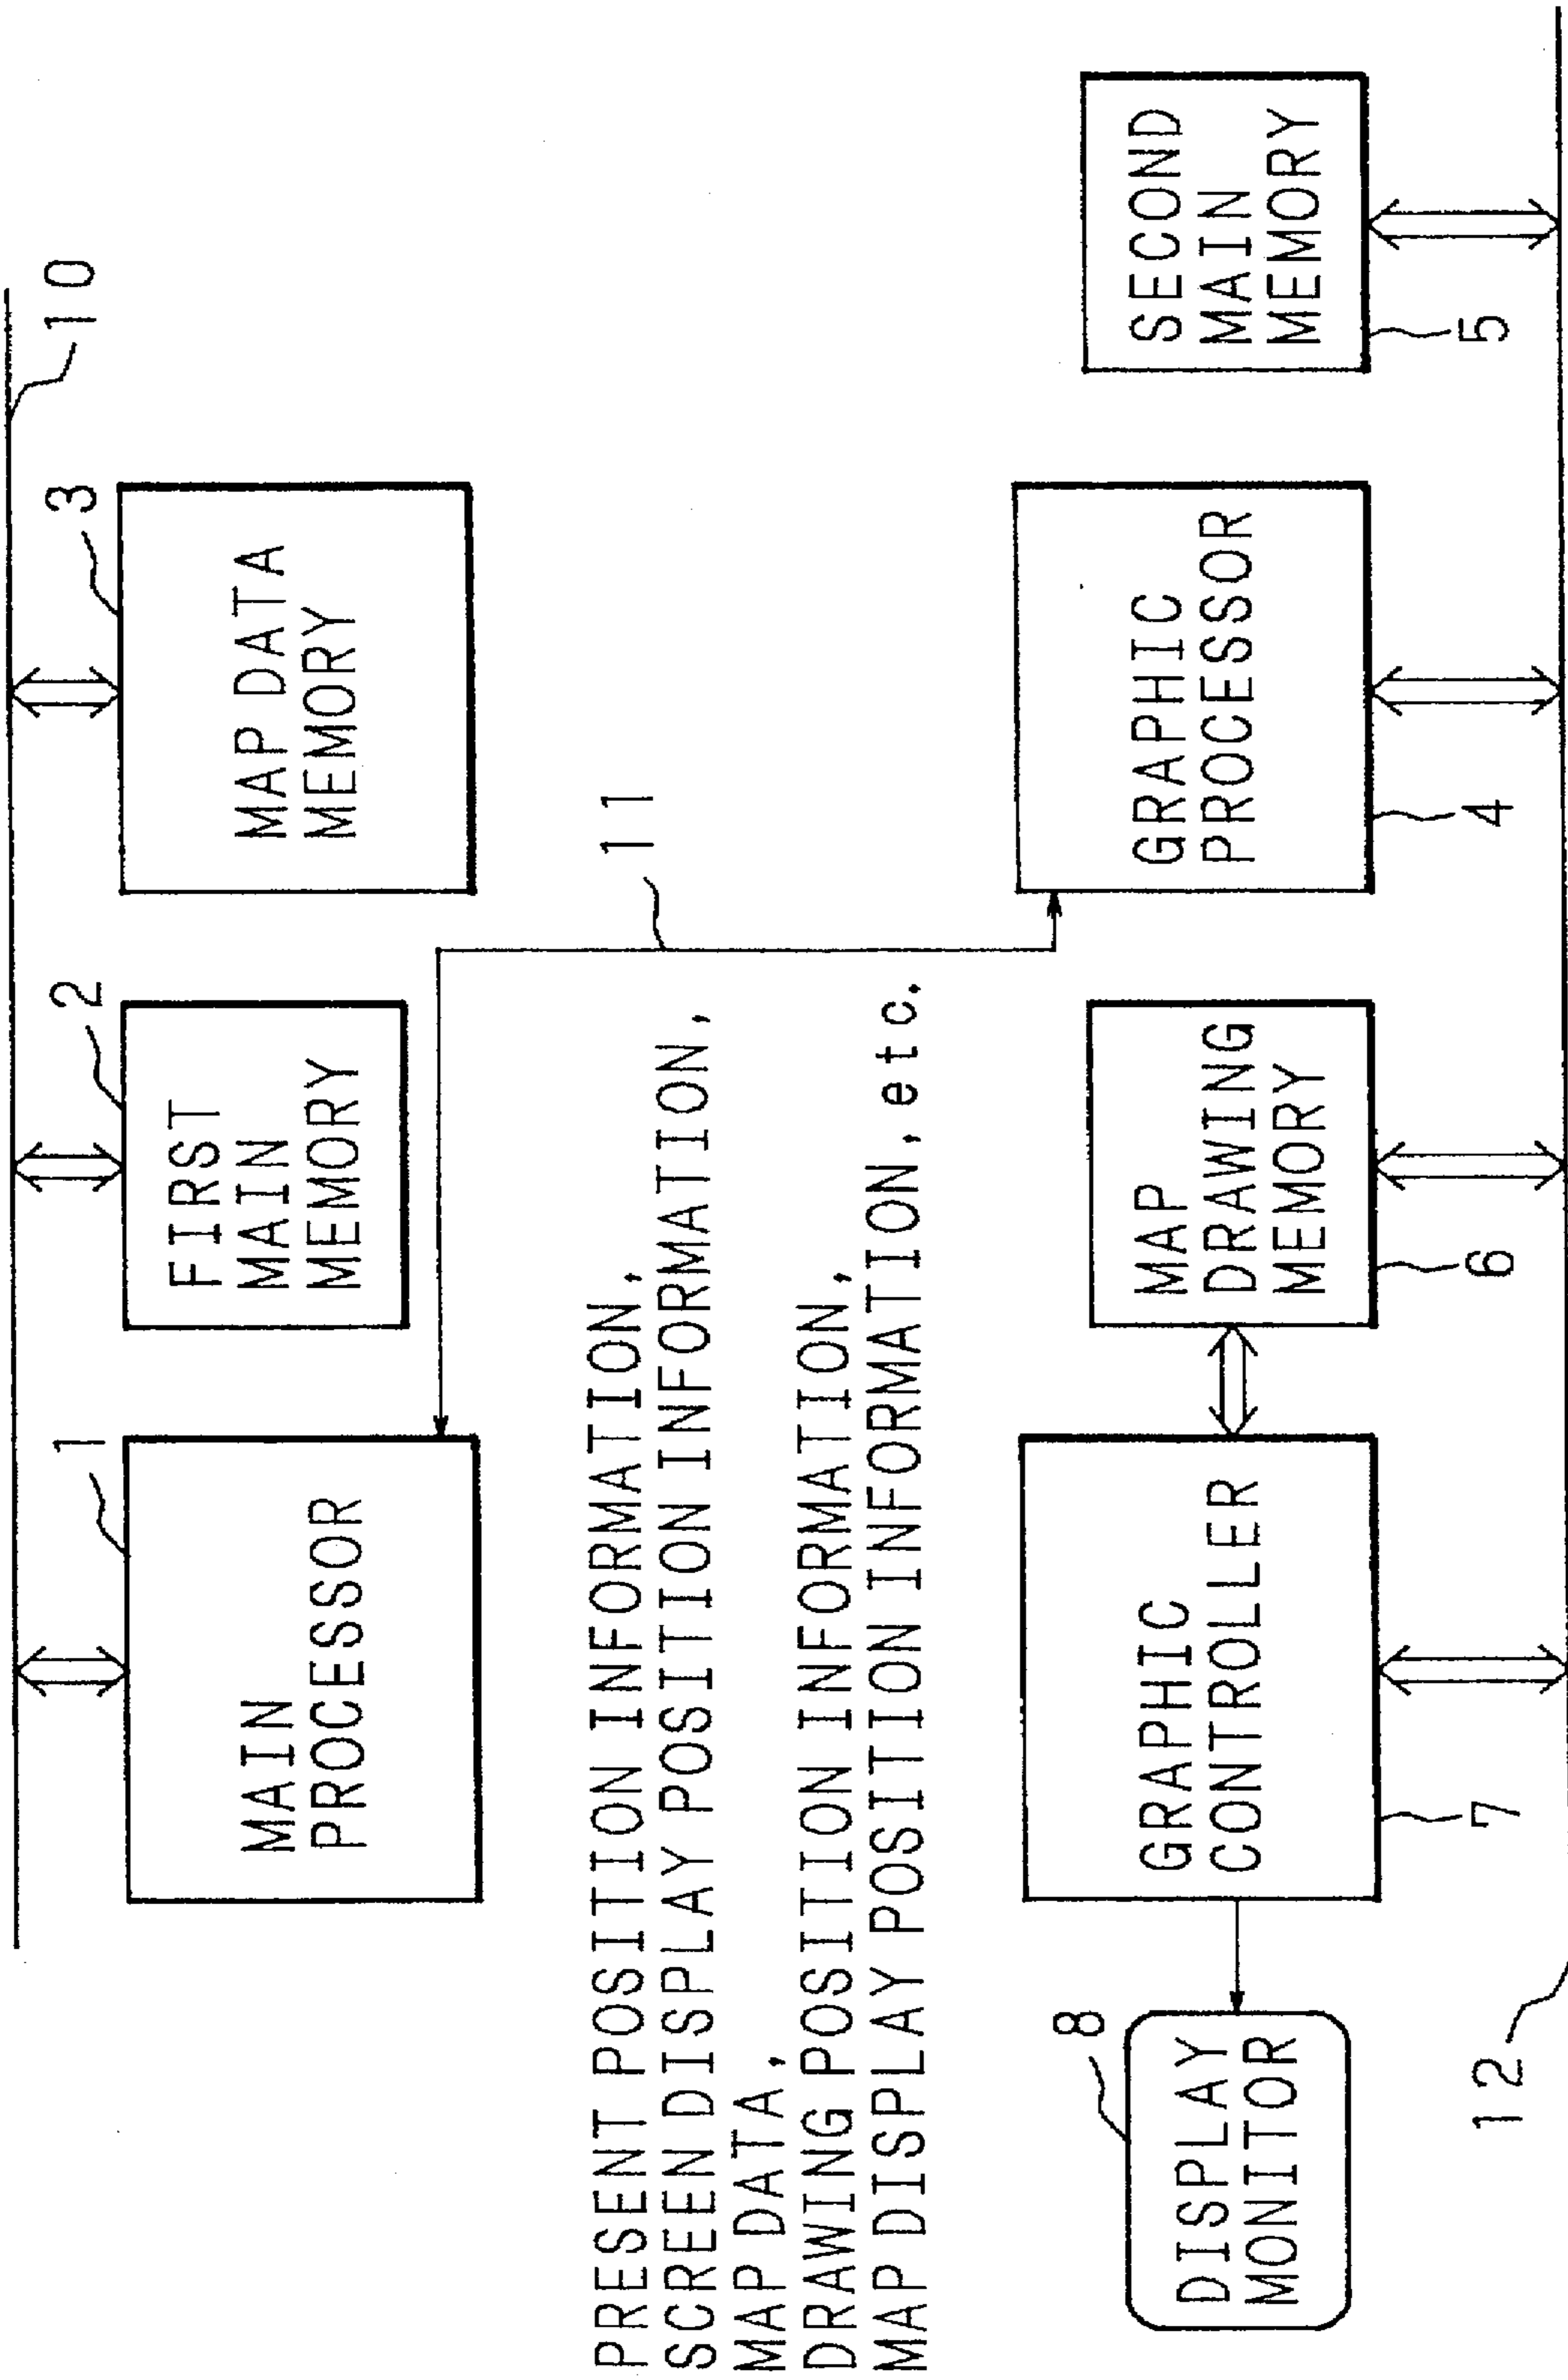 10
1
2
3
MAIN
PROCESSOR
FIRST
MAIN
MEMORY
MAP DATA
MEMORY
11
PRESENT POSITION INFORMATION,
SCREEN DISPLAY POSITION INFORMATION,
MAP DATA,
DRAWING POSITION INFORMATION,
MAP DISPLAY POSITION INFORMATION, etc.
8
DISPLAY
MONITOR
GRAPHIC
CONTROLLER
MAP
DRAWING
MEMORY
GRAPHIC
PROCESSOR
SECOND
MAIN
MEMORY
7
6
4
5
12